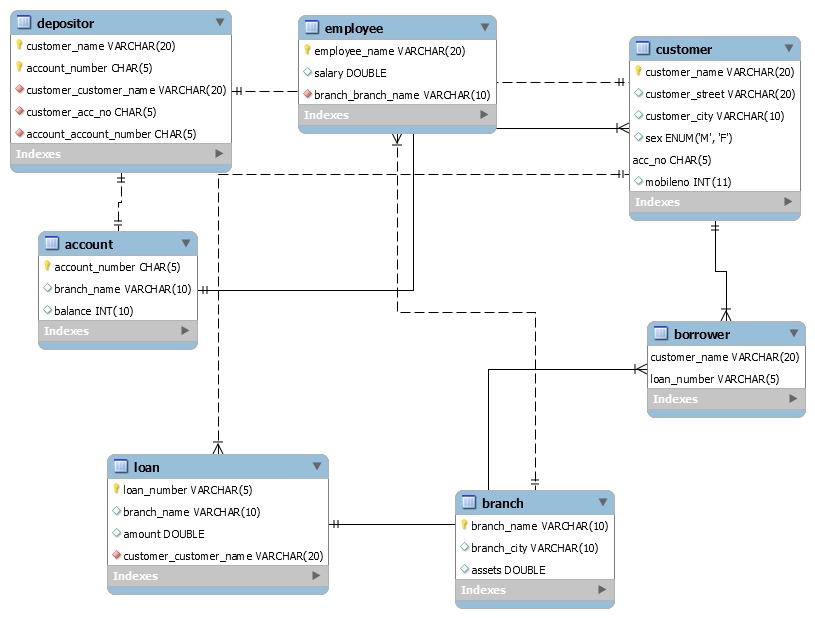 depositor
customer_name VARCHAR(20)
account_number CHAR(5)
customer_customer_name VARCHAR(20)
customer_acc_no CHAR(5)
account_account_number CHAR(5)
Indexes
employee
employee_name VARCHAR(20)
salary DOUBLE
branch_branch_name VARCHAR(10)
Indexes
customer
customer_name VARCHAR(20)
customer_street VARCHAR(20)
customer_city VARCHAR(10)
sex ENUM('M', 'F')
acc_no CHAR(5)
mobileno INT(11)
Indexes
account
account_number CHAR(5)
branch_name VARCHAR(10)
balance INT(10)
Indexes
borrower
customer_name VARCHAR(20)
loan_number VARCHAR(5)
Indexes
loan
loan_number VARCHAR(5)
branch_name VARCHAR(10)
amount DOUBLE
customer_customer_name VARCHAR(20)
Indexes
branch
branch_name VARCHAR(10)
branch_city VARCHAR(10)
assets DOUBLE
Indexes